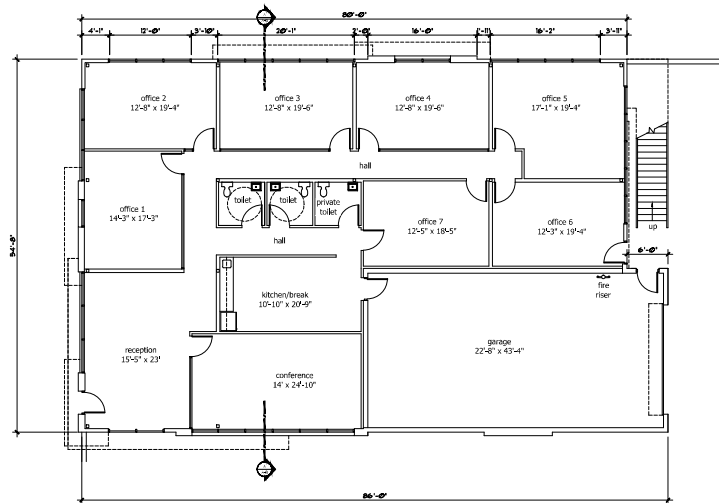 80'-0"
4'-1" 12'-0" 3'-10" 20'-1" 2'-0" 16'-0" 1'-11" 16'-2" 3'-11"
office 2
12'-8" x 19'-4"
office 3
12'-8" x 19'-6"
office 4
12'-8" x 19'-6"
office 5
17'-1" x 19'-4"
hall
office 1
14'-3" x 17'-3"
toilet
toilet
private
toilet
office 7
12'-5" x 18'-5"
office 6
12'-3" x 19'-4"
up
6'-0"
54'-8"
hall
kitchen/break
10'-10" x 20'-9"
fire
riser
reception
15'-5" x 23'
garage
22'-8" x 43'-4"
conference
14' x 24'-10"
86'-0"